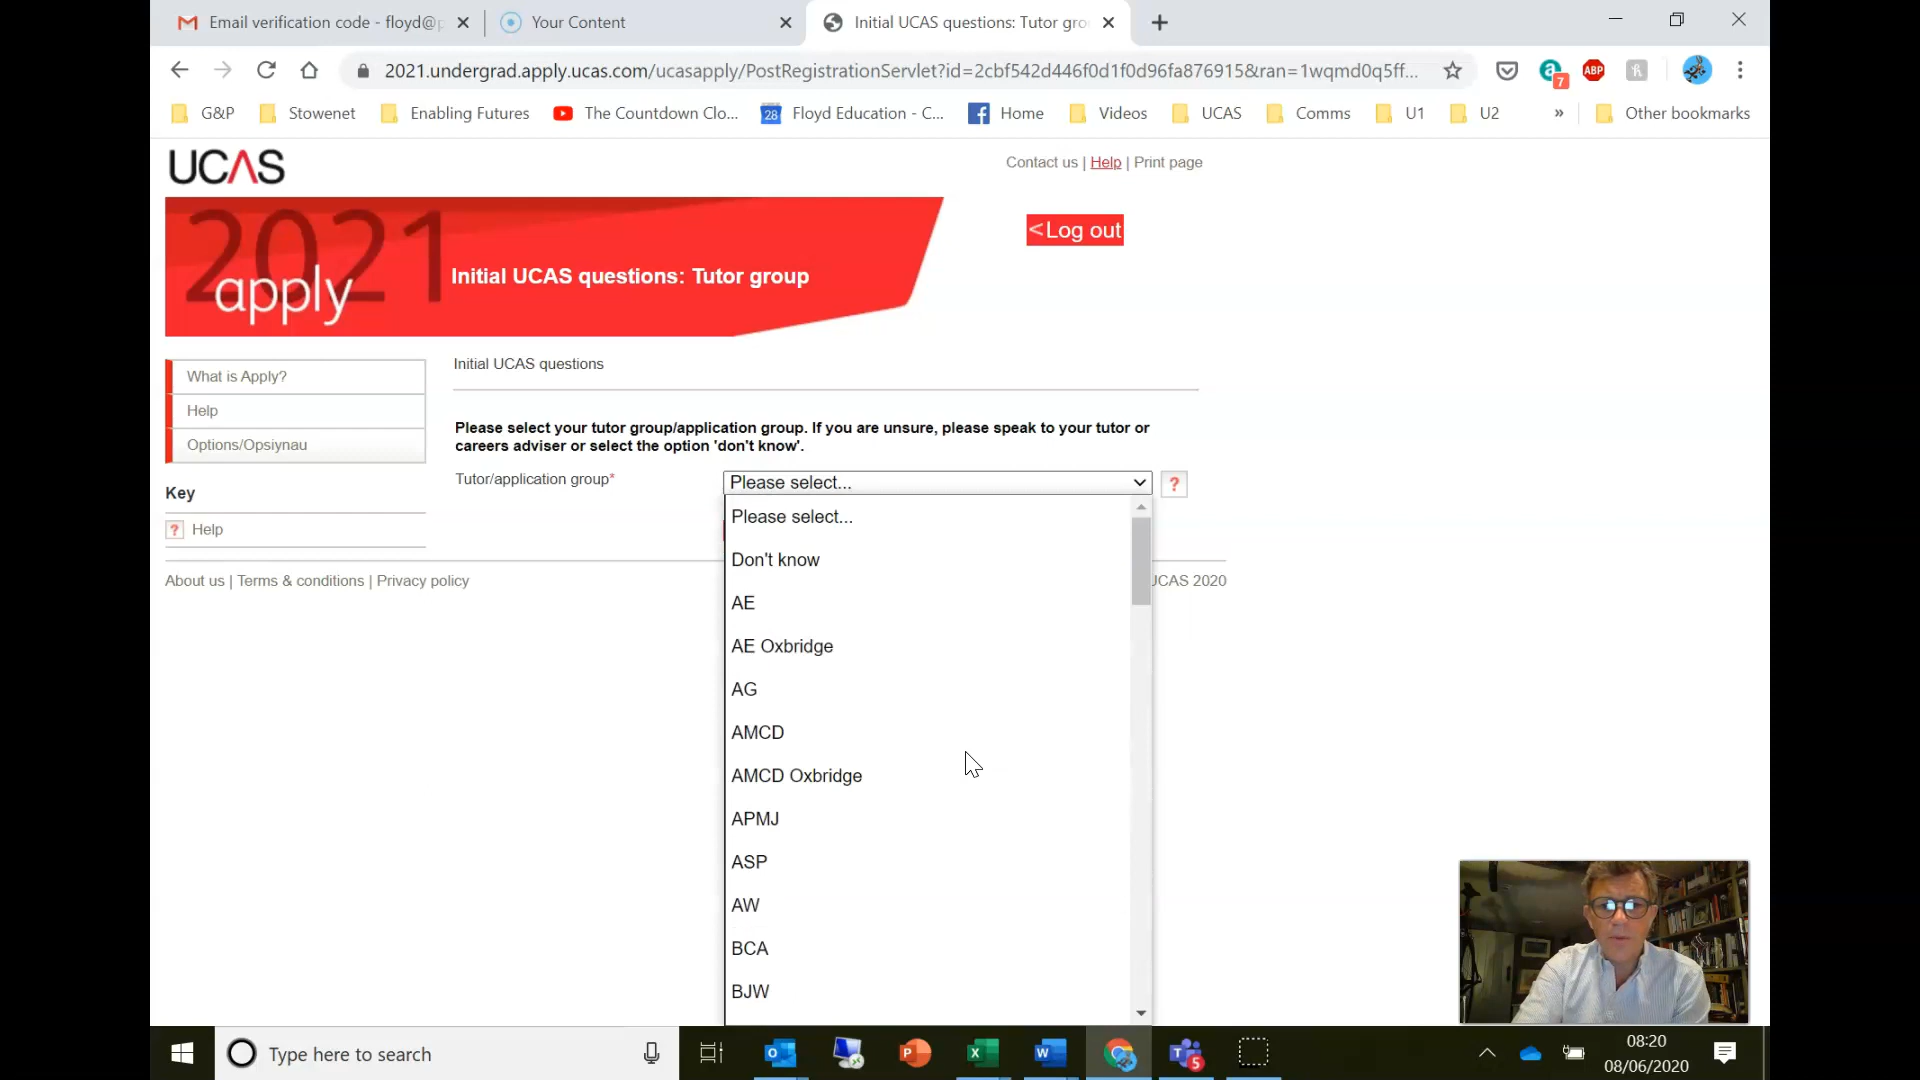 Email verification code - floyd@p
Your Content
Initial UCAS questions: Tutor gro
2021.undergrad.apply.ucas.com/ucasapply/PostRegistrationServlet?id=2cbf542d446f0d1f0d96fa876915&ran=1wqmd0q5ff...
7
ABP
G&P
Stowenet
Enabling Futures
The Countdown Clo...
28
Floyd Education - C...
Home
Videos
UCAS
Comms
U1
U2
»
Other bookmarks
UCAS
Contact us | Help | Print page
2021
apply
Initial UCAS questions: Tutor group
<Log out
What is Apply?
Help
Options/Opsiynau
Key
? Help
Initial UCAS questions
Please select your tutor group/application group. If you are unsure, please speak to your tutor or
careers adviser or select the option 'don't know'.
Tutor/application group*
Please select...
?
Please select...
Don't know
AE
AE Oxbridge
AG
AMCD
AMCD Oxbridge
APMJ
ASP
AW
BCA
BJW
About us | Terms & conditions | Privacy policy
UCAS 2020
Type here to search
5
08:20
08/06/2020